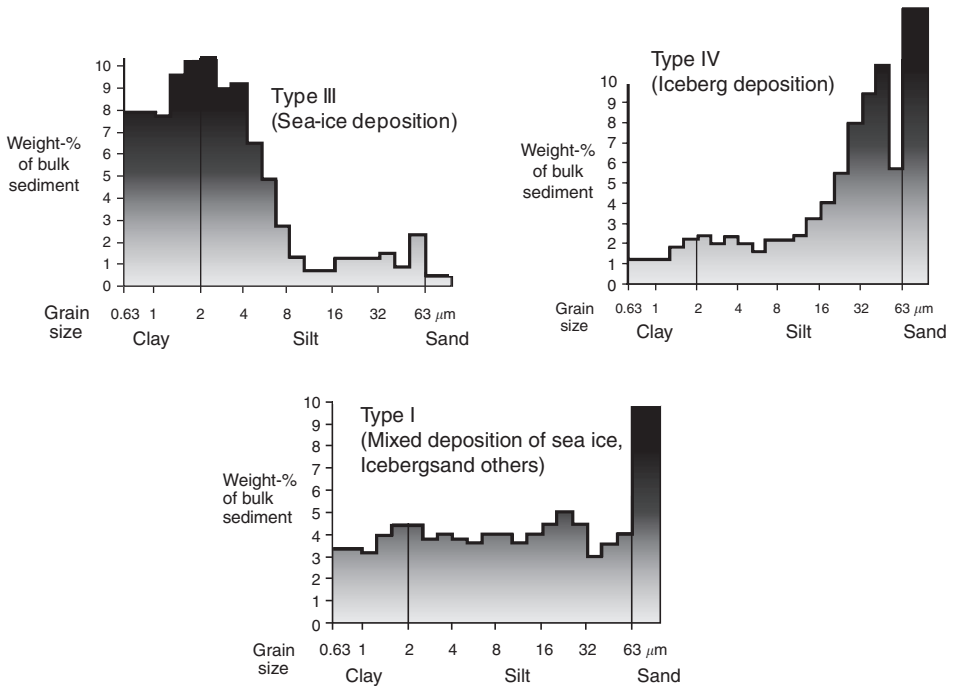 Type III
(Sea-ice deposition)
10
9
8
7
6
5
4
3
2
1
0
Weight-%
of bulk
sediment
Grain
size
0.63 1 2 4 8 16 32 63 μm
Clay Silt Sand
Type IV
(Iceberg deposition)
10
9
8
7
6
5
4
3
2
1
0
Weight-%
of bulk
sediment
Grain
size
0.63 1 2 4 8 16 32 63 μm
Clay Silt Sand
Type I
(Mixed deposition of sea ice,
Icebergsand others)
10
9
8
7
6
5
4
3
2
1
0
Weight-%
of bulk
sediment
Grain
size
0.63 1 2 4 8 16 32 63 μm
Clay Silt Sand